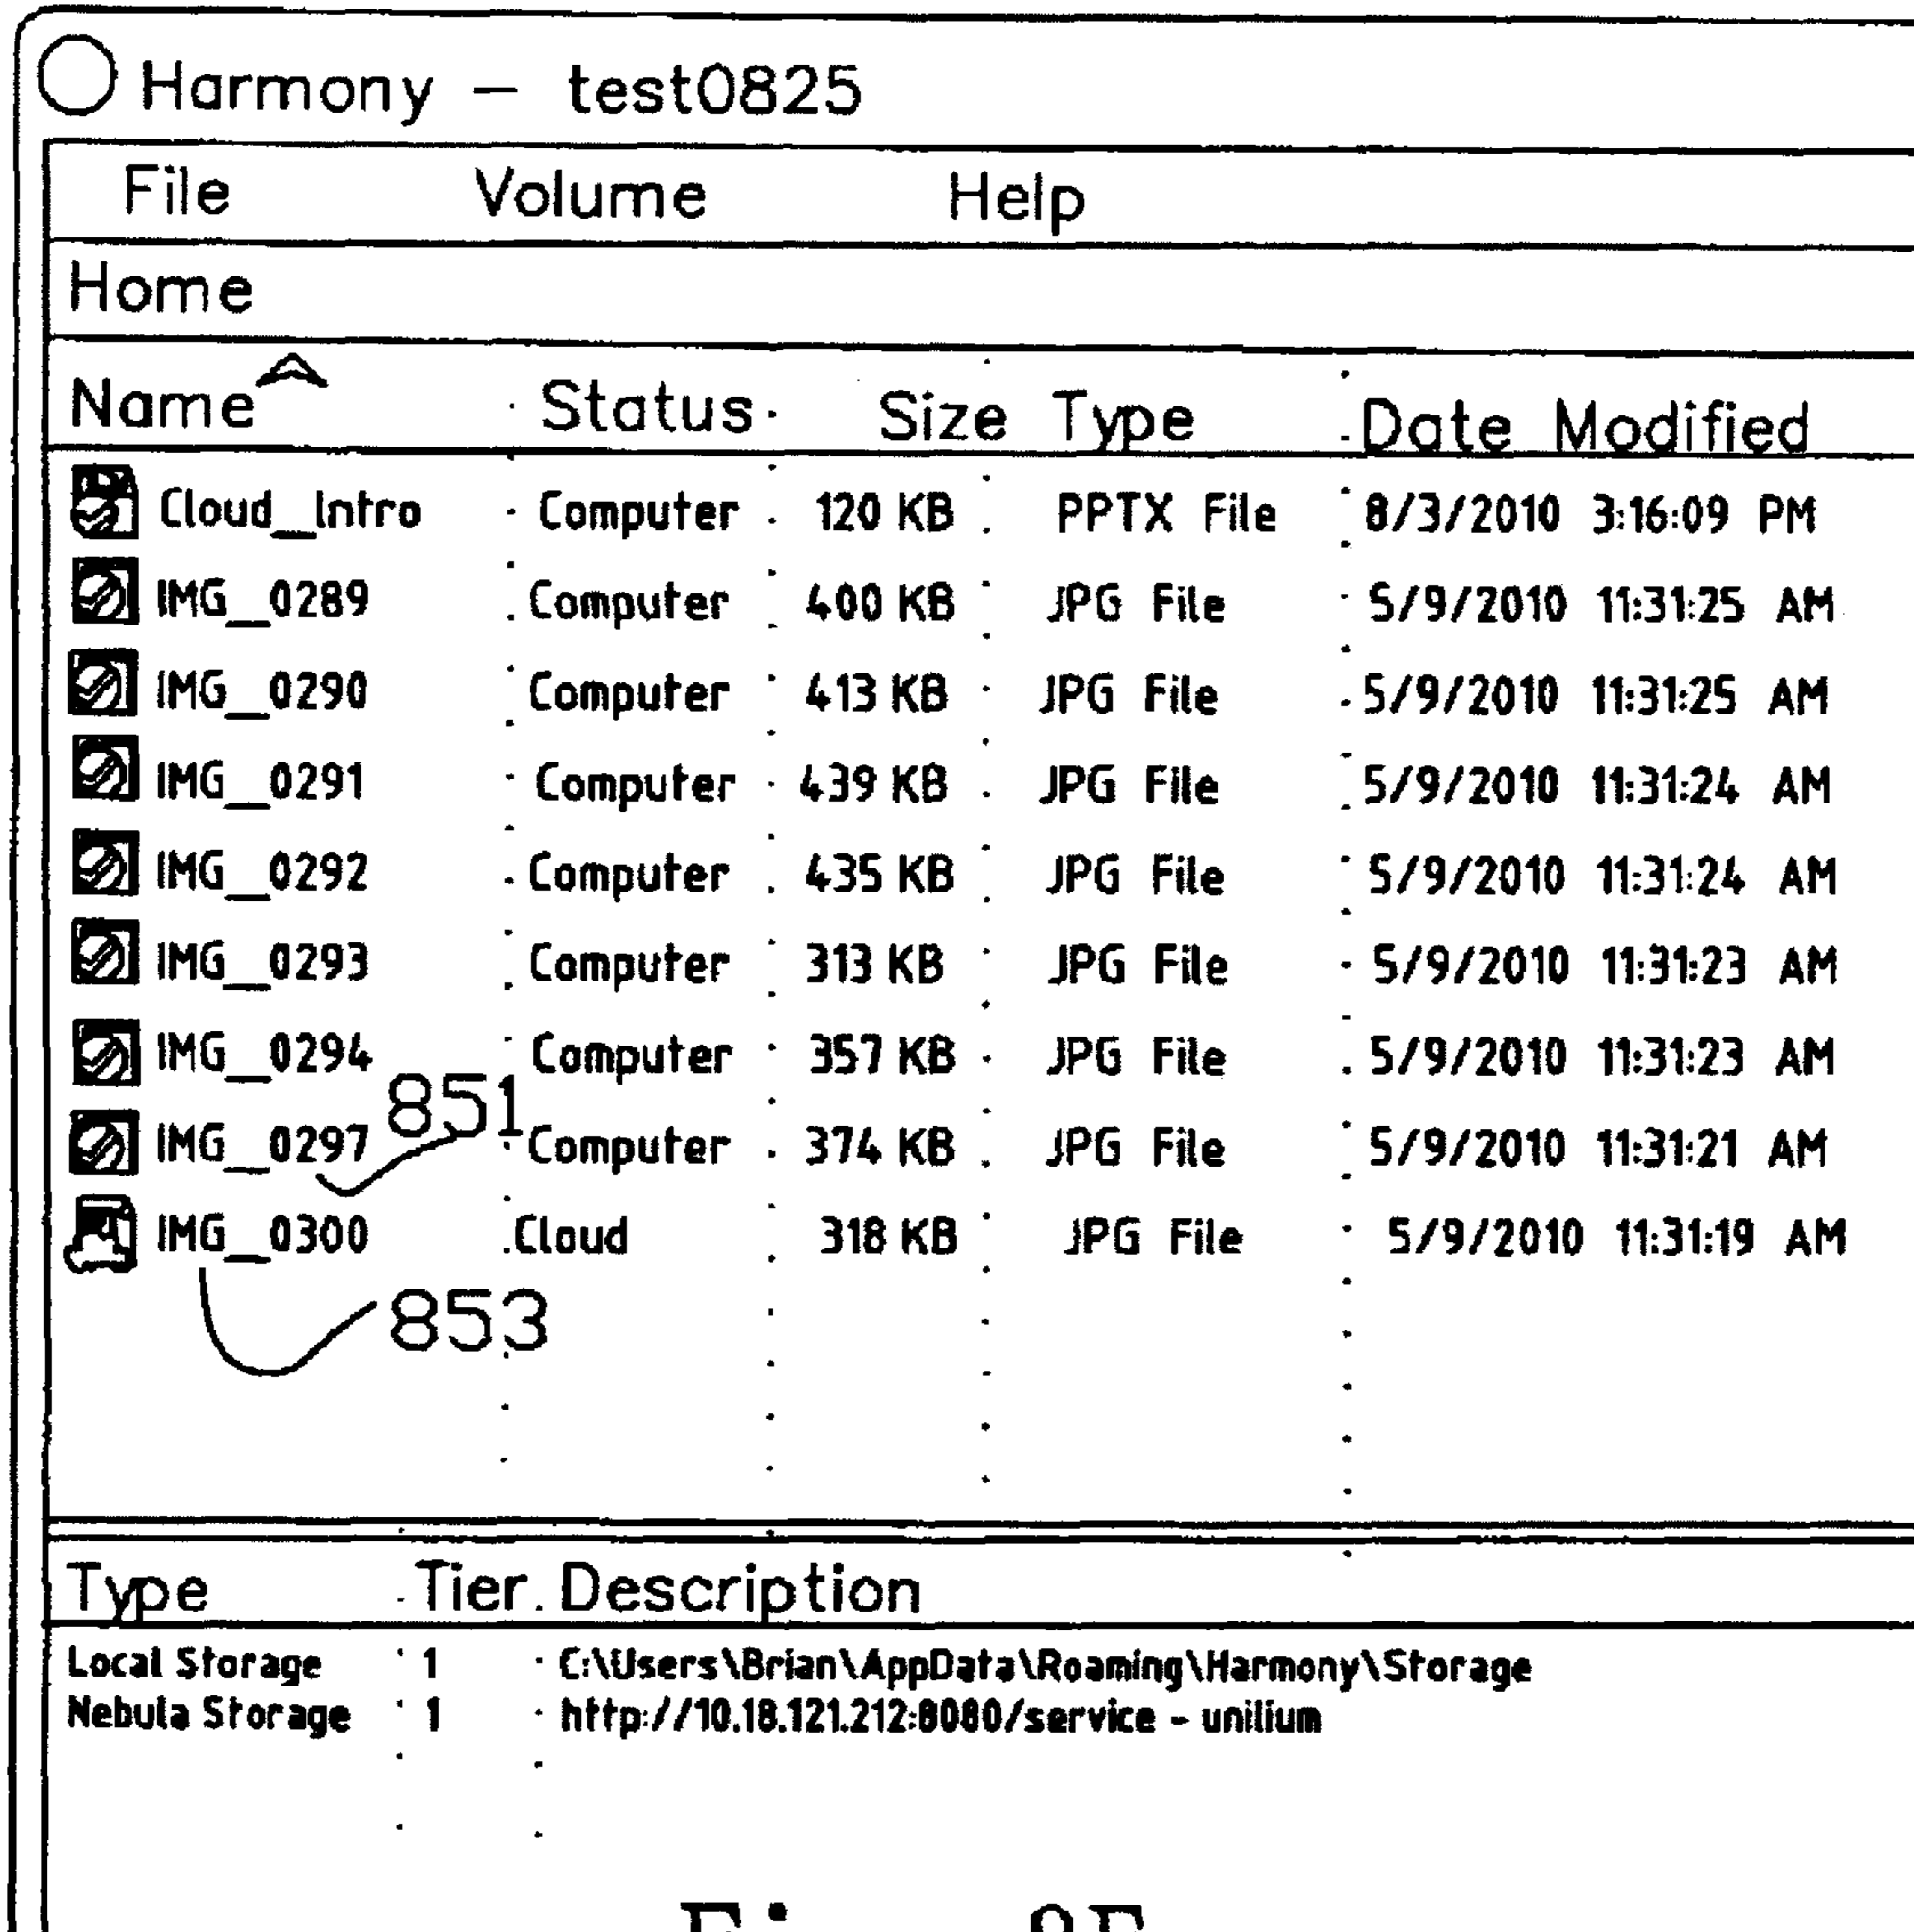 Harmony – test0825
File Volume Help
Home
Name Status Size Type Date Modified
Cloud_Intro Computer 120 KB PPTX File 8/3/2010 3:16:09 PM
IMG_0289 Computer 400 KB JPG File 5/9/2010 11:31:25 AM
IMG_0290 Computer 413 KB JPG File 5/9/2010 11:31:25 AM
IMG_0291 Computer 439 KB JPG File 5/9/2010 11:31:24 AM
IMG_0292 Computer 435 KB JPG File 5/9/2010 11:31:24 AM
IMG_0293 Computer 313 KB JPG File 5/9/2010 11:31:23 AM
IMG_0294 Computer 357 KB JPG File 5/9/2010 11:31:23 AM
851
IMG_0297 Computer 374 KB JPG File 5/9/2010 11:31:21 AM
IMG_0300 Cloud 318 KB JPG File 5/9/2010 11:31:19 AM
853
Type Tier Description
Local Storage 1 C:\Users\Brian\AppData\Roaming\Harmony\Storage
Nebula Storage 1 http://10.18.121.212:8080/service - unilium